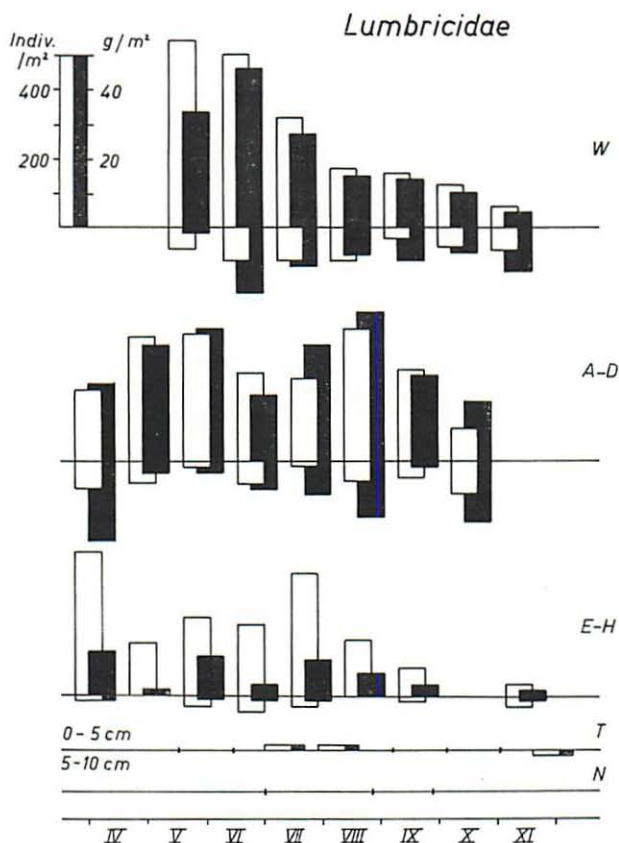 Lumbricidae
Indiv. /m² g/m²
400 40
200 20
W
A-D
E-H
0-5 cm T
5-10 cm N
IV V VI VII VIII IX X XI